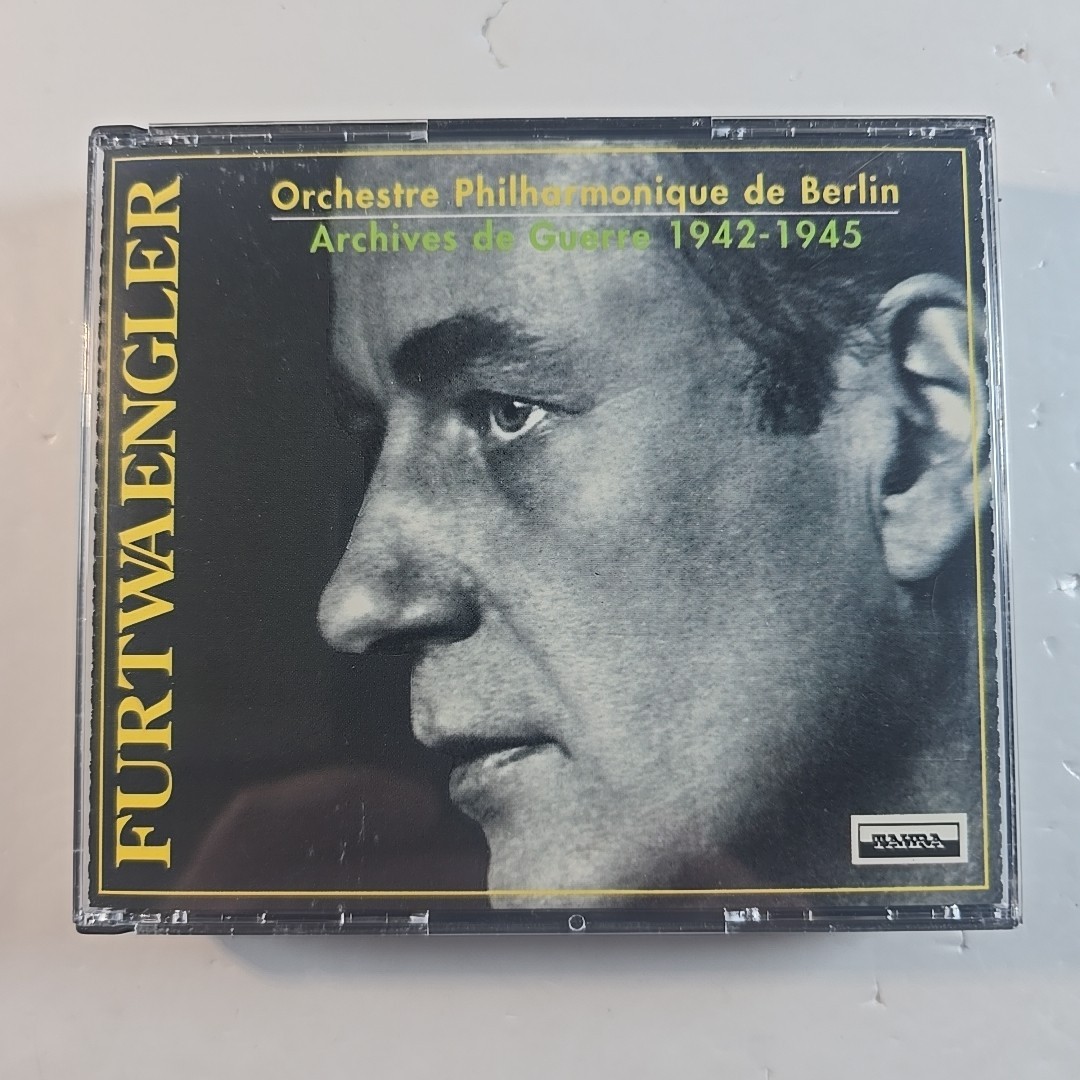 FURTWAENGLER
Orchestre Philharmonique de Berlin
Archives de Guerre 1942-1945
TAHRA